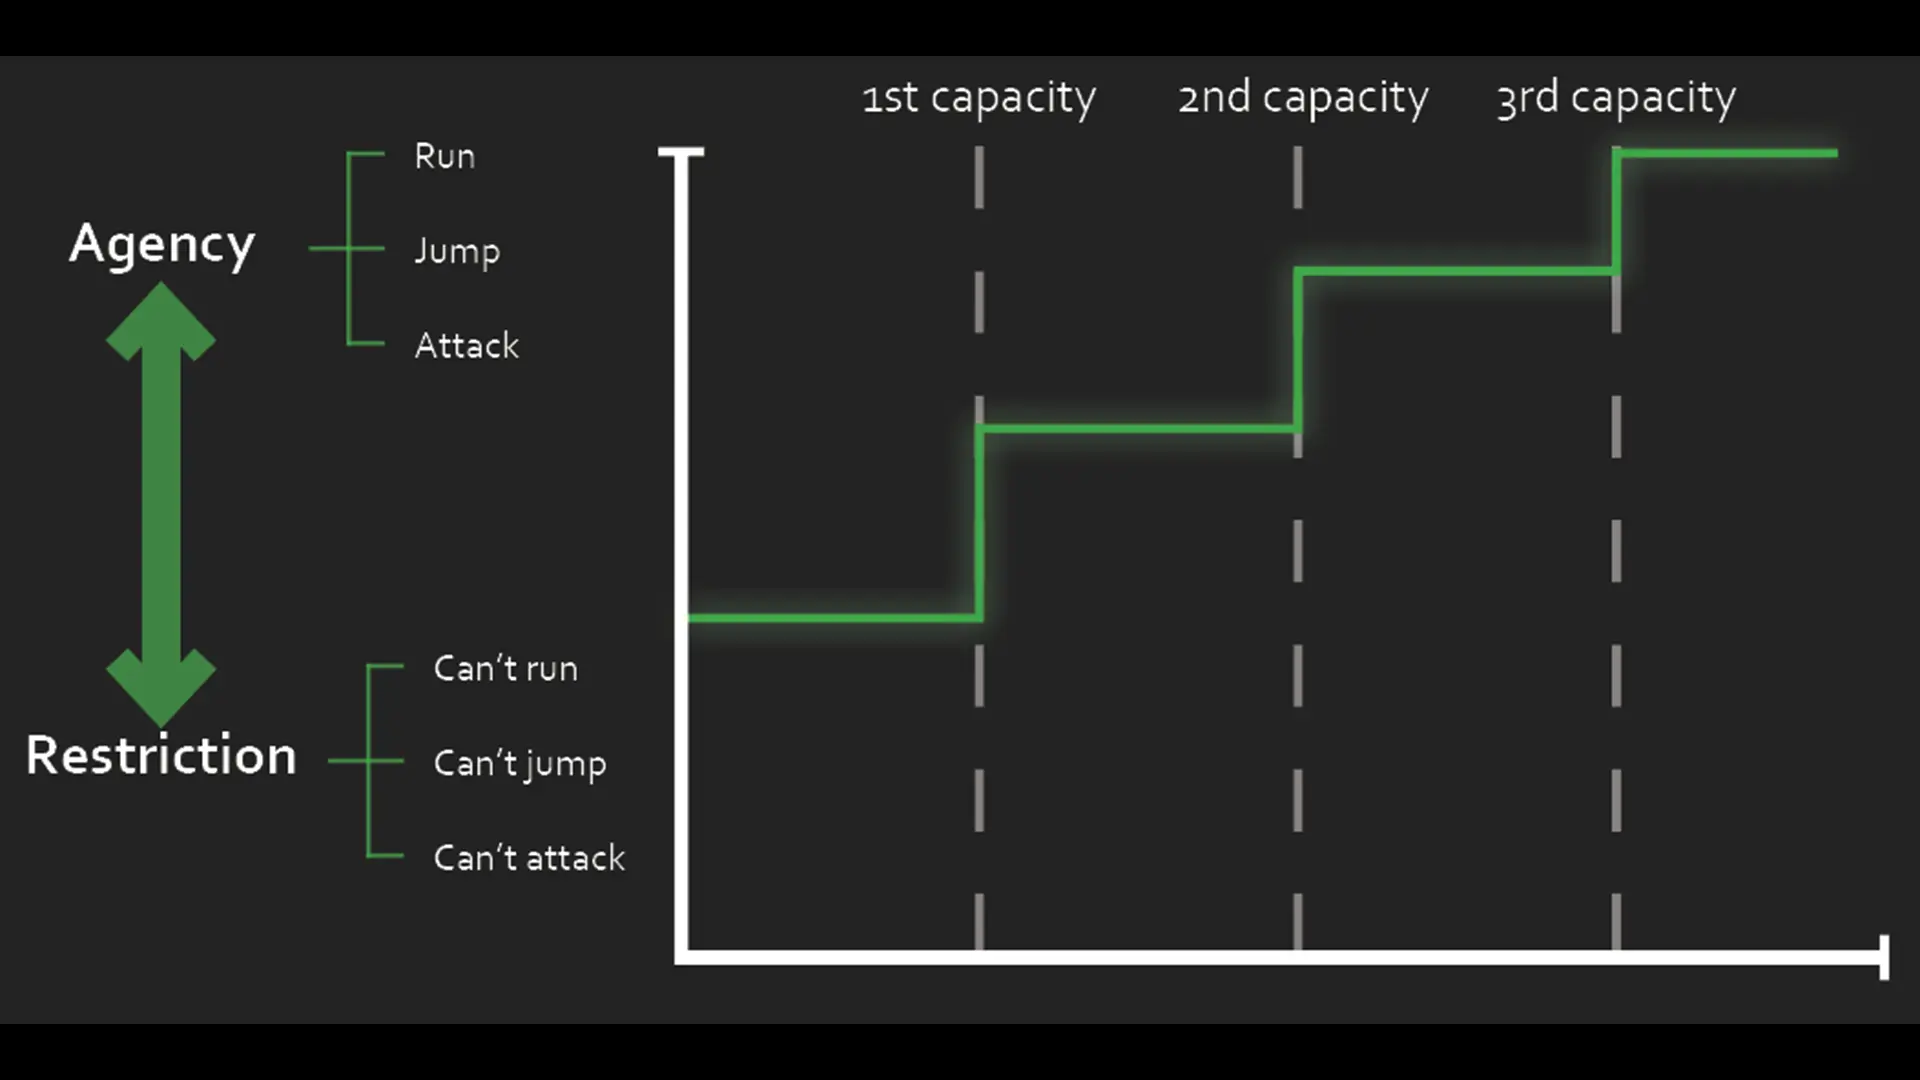 1st capacity
2nd capacity
3rd capacity
Agency
Run
Jump
Attack
Restriction
Can't run
Can't jump
Can't attack